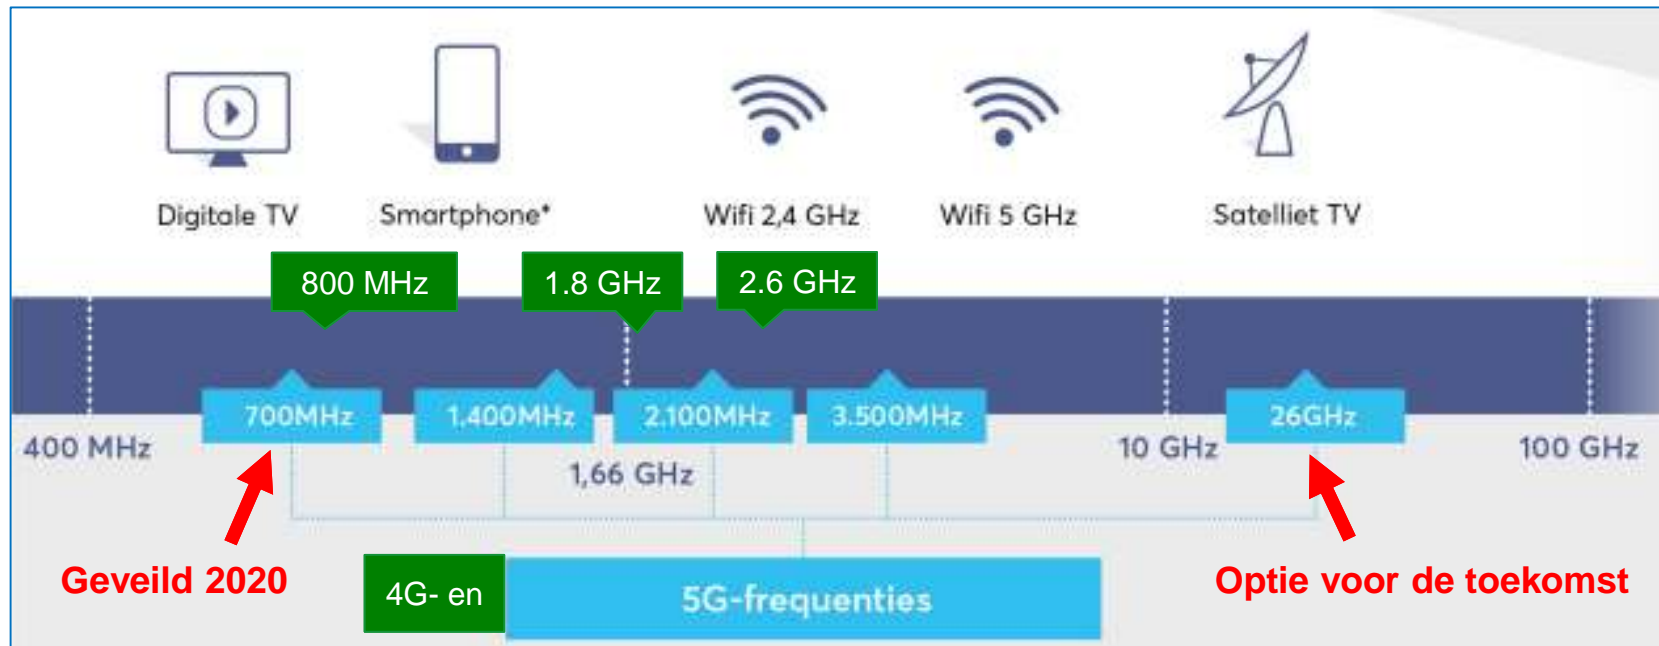 Digitale TV
Smartphone*
Wifi 2,4 GHz
Wifi 5 GHz
Satelliet TV
800 MHz
1.8 GHz
2.6 GHz
700MHz
1.400MHz
2.100MHz
3.500MHz
26GHz
400 MHz
1,66 GHz
10 GHz
100 GHz
Geveild 2020
Optie voor de toekomst
4G- en
5G-frequenties